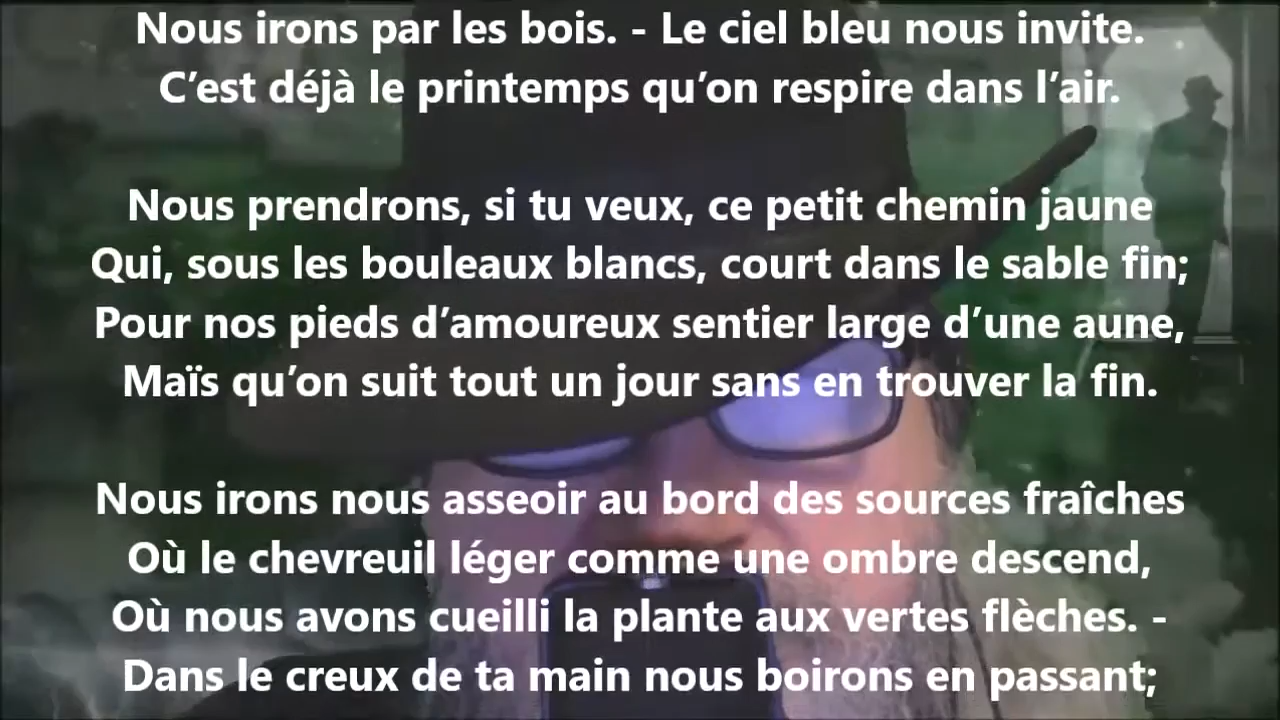 Nous irons par les bois. - Le ciel bleu nous invite.
C’est déjà le printemps qu’on respire dans l’air.
Nous prendrons, si tu veux, ce petit chemin jaune
Qui, sous les bouleaux blancs, court dans le sable fin;
Pour nos pieds d’amoureux sentier large d’une aune,
Maïs qu’on suit tout un jour sans en trouver la fin.
Nous irons nous asseoir au bord des sources fraîches
Où le chevreuil léger comme une ombre descend,
Où nous avons cueilli la plante aux vertes flèches. -
Dans le creux de ta main nous boirons en passant;